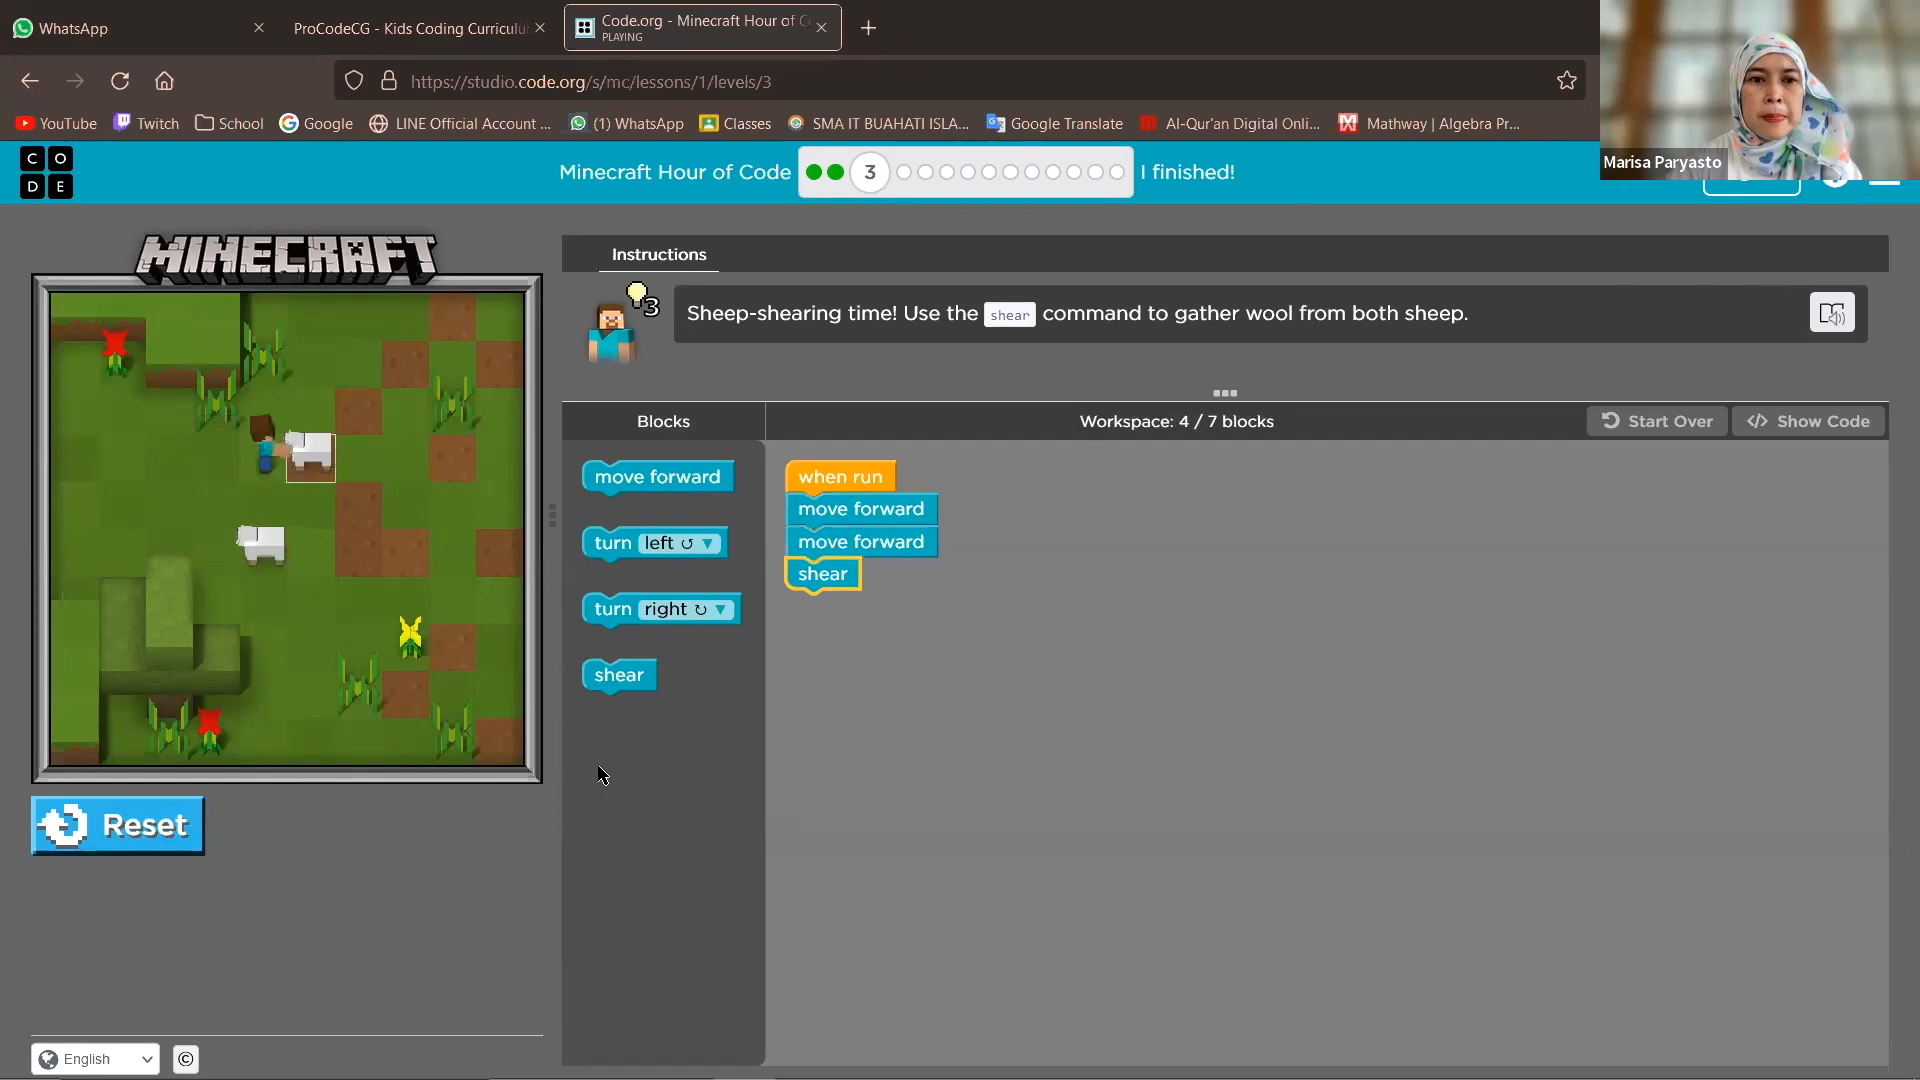 WhatsApp
ProCodeCG - Kids Coding Curriculu
Code.org - Minecraft Hour of C
PLAYING
https://studio.code.org/s/mc/lessons/1/levels/3
YouTube
Twitch
School
Google
LINE Official Account ...
(1) WhatsApp
Classes
SMA IT BUAHATI ISLA...
Google Translate
Al-Qur'an Digital Onli...
Mathway | Algebra Pr...
Marisa Paryasto
C O
D E
Minecraft Hour of Code
3
I finished!
MINECRAFT
Instructions
3
Sheep-shearing time! Use the shear command to gather wool from both sheep.
Blocks
Workspace: 4 / 7 blocks
Start Over
Show Code
move forward
turn left ↺ ▼
turn right ↻ ▼
shear
when run
move forward
move forward
shear
Reset
English
©